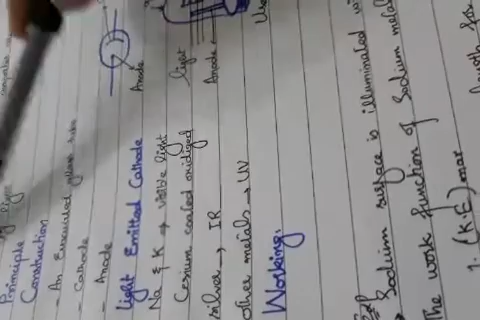 Principle
Construction
- An Evacuated glass tube
- Cathode
- Anode
Anode
Light Emitted Cathode
Na & K → visible light
Cesium coated oxidized
silver → IR
other metals → UV
light
Anode
Working.
Sodium surface is illuminated
The work function of Sodium metal
1. (K.E) max